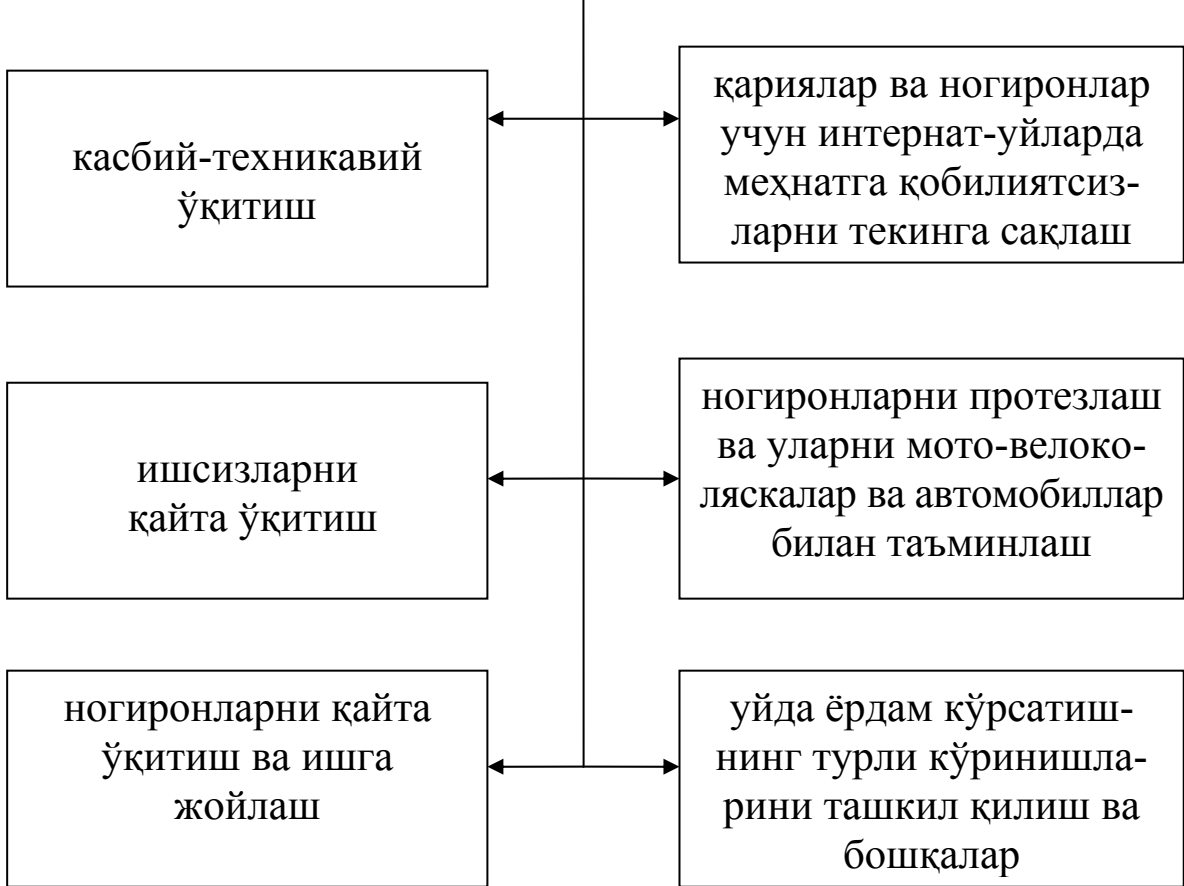 касбий-техникавий
ўқитиш
қариялар ва ногиронлар
учун интернат-уйларда
меҳнатга қобилиятсиз-
ларни текинга сақлаш
ишсизларни
қайта ўқитиш
ногиронларни протезлаш
ва уларни мото-велоко-
ляскалар ва автомобиллар
билан таъминлаш
ногиронларни қайта
ўқитиш ва ишга
жойлаш
уйда ёрдам кўрсатиш-
нинг турли кўринишла-
рини ташкил қилиш ва
бошқалар